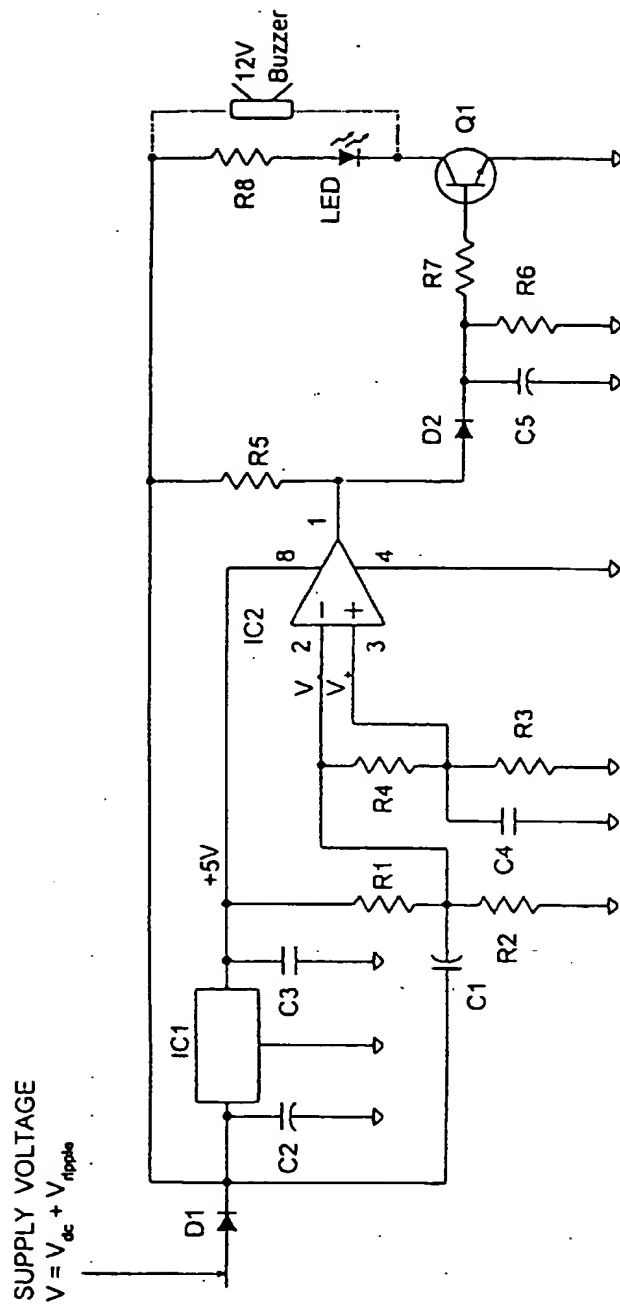 SUPPLY VOLTAGE
V = Vdc + Vripple
D1
C2
IC1
C3
+5V
C1
R1
R2
R4
C4
R3
IC2
2
3
V-
V+
−
+
8
4
1
R5
D2
C5
R6
R7
Q1
LED
R8
12V
Buzzer